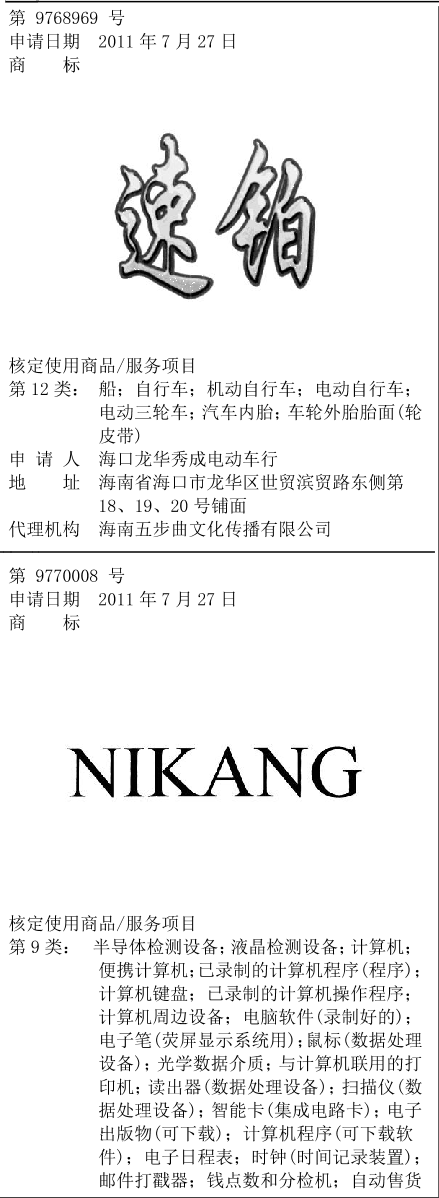 第 9768969 号
申请日期 2011 年 7 月 27 日
商 标
速铂
核定使用商品/服务项目
第 12 类： 船；自行车；机动自行车；电动自行车；
电动三轮车；汽车内胎；车轮外胎胎面(轮
皮带)
申 请 人 海口龙华秀成电动车行
地 址 海南省海口市龙华区世贸滨贸路东侧第
18、19、20 号铺面
代理机构 海南五步曲文化传播有限公司
第 9770008 号
申请日期 2011 年 7 月 27 日
商 标
NIKANG
核定使用商品/服务项目
第 9 类： 半导体检测设备；液晶检测设备；计算机；
便携计算机；已录制的计算机程序(程序)；
计算机键盘；已录制的计算机操作程序；
计算机周边设备；电脑软件(录制好的)；
电子笔(荧屏显示系统用)；鼠标(数据处理
设备)；光学数据介质；与计算机联用的打
印机；读出器(数据处理设备)；扫描仪(数
据处理设备)；智能卡(集成电路卡)；电子
出版物(可下载)；计算机程序(可下载软
件)；电子日程表；时钟(时间记录装置)；
邮件打戳器；钱点数和分检机；自动售货